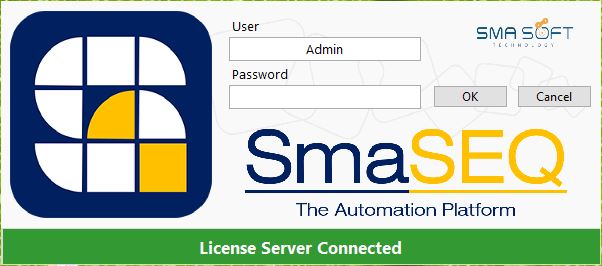 User
Admin
SMA SOFT
TECHNOLOGY
Password
OK
Cancel
SmaSEQ
The Automation Platform
License Server Connected